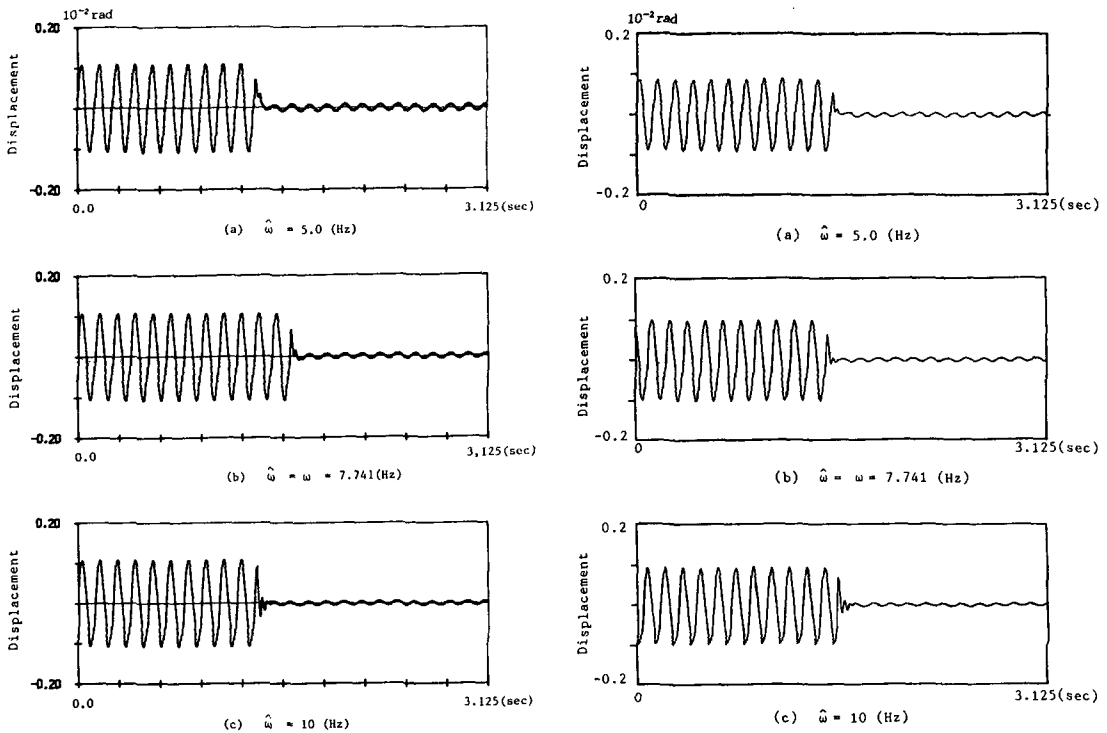 10⁻² rad
0.20
Displacement
-0.20
0.0
3.125(sec)
(a) ω̂ = 5.0 (Hz)
0.20
Displacement
-0.20
0.0
3,125(sec)
(b) ω̂ = ω = 7.741(Hz)
0.20
Displacement
-0.20
0.0
3.125(sec)
(c) ω̂ = 10 (Hz)
10⁻² rad
0.2
Displacement
-0.2
0
3.125(sec)
(a) ω̂ = 5.0 (Hz)
0.2
Displacement
-0.2
0
3.125(sec)
(b) ω̂ = ω = 7.741 (Hz)
0.2
Displacement
-0.2
0
3.125(sec)
(c) ω̂ = 10 (Hz)